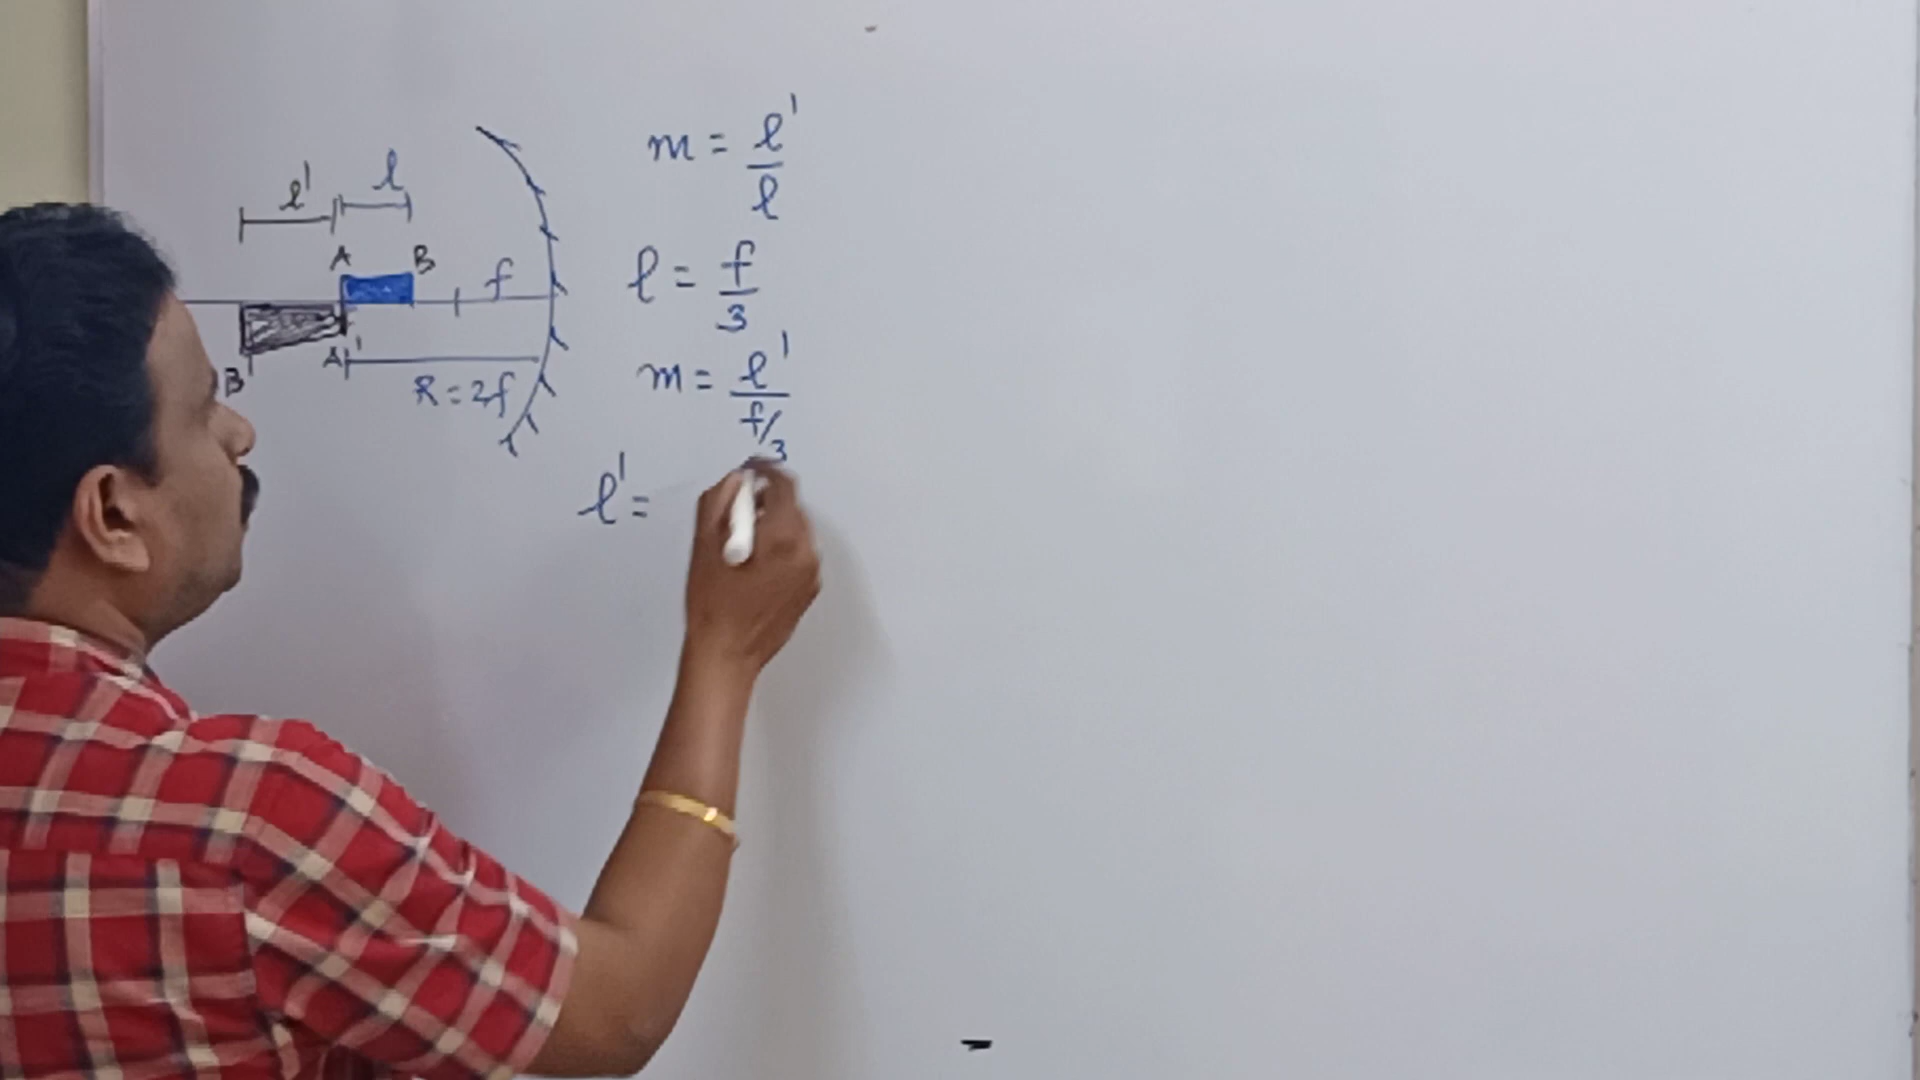 l' l
A B
f
B' A'
R = 2f
m = l'/l
l = f/3
m = l'/f/3
l' =